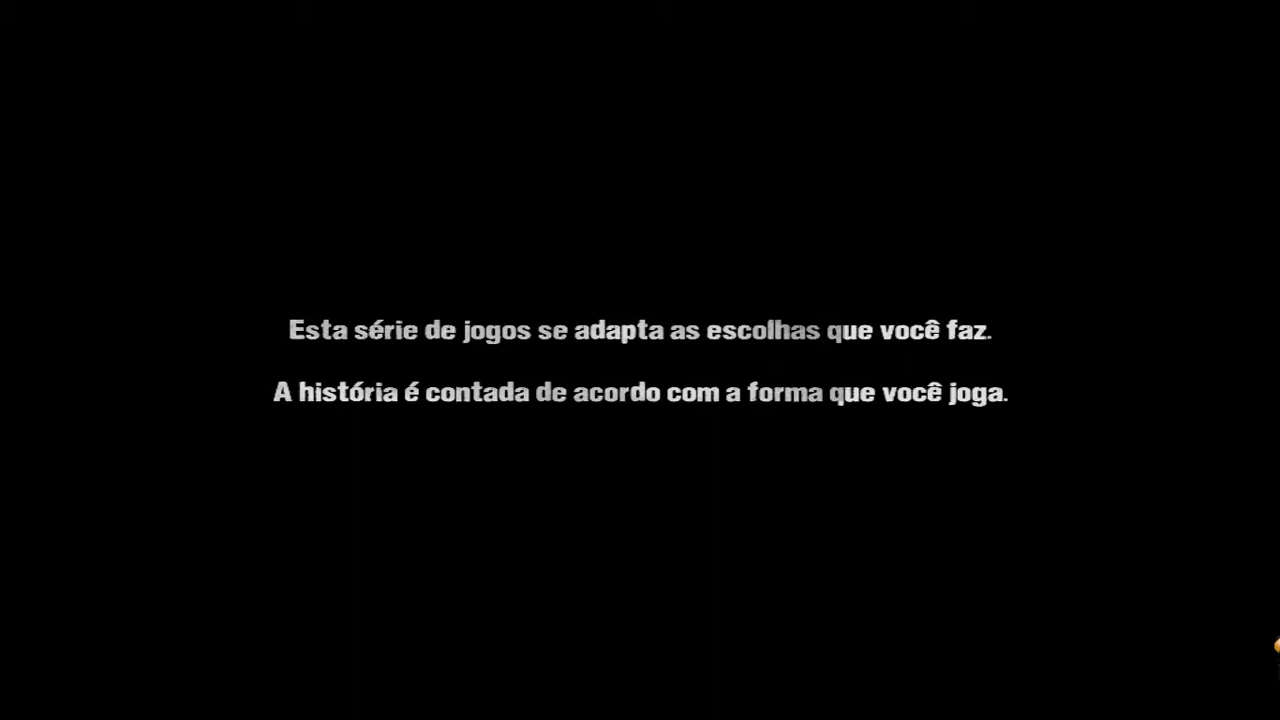 Esta série de jogos se adapta as escolhas que você faz.
A história é contada de acordo com a forma que você joga.